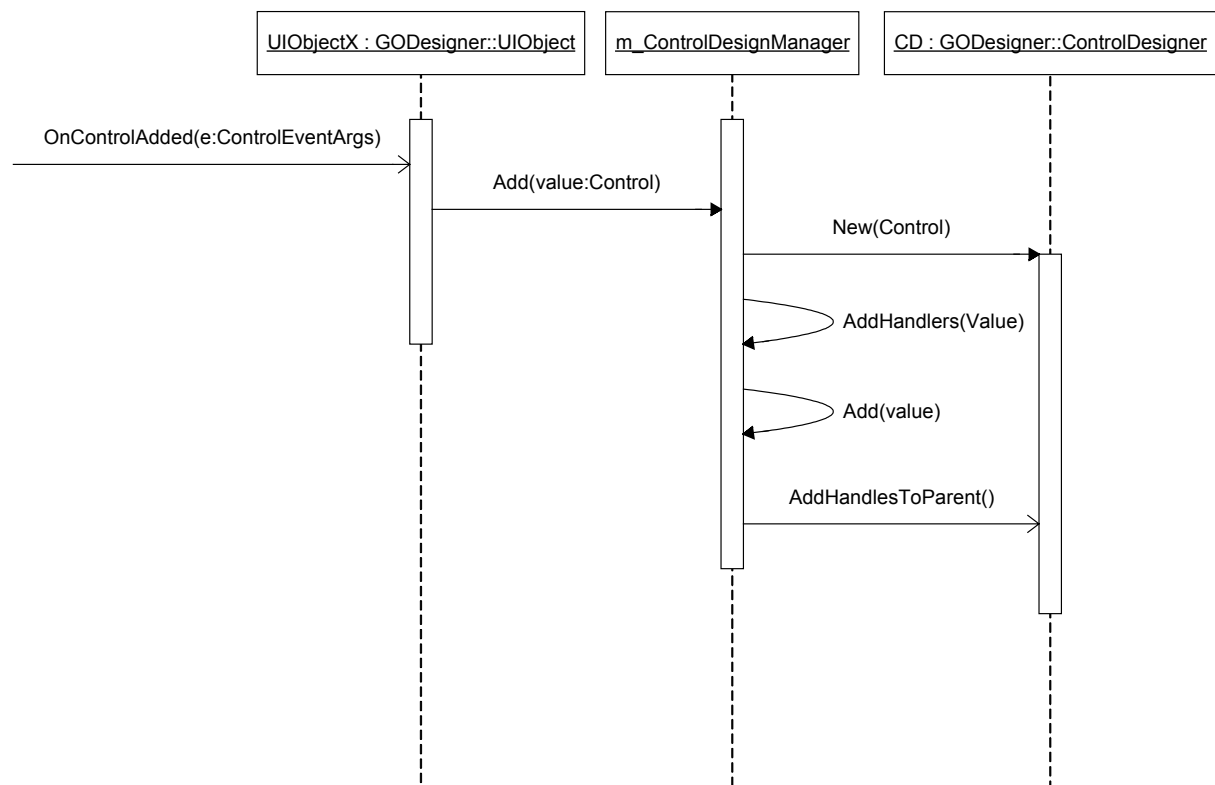 UIObjectX : GODesigner::UIObject
m_ControlDesignManager
CD : GODesigner::ControlDesigner
OnControlAdded(e:ControlEventArgs)
Add(value:Control)
New(Control)
AddHandlers(Value)
Add(value)
AddHandlesToParent()